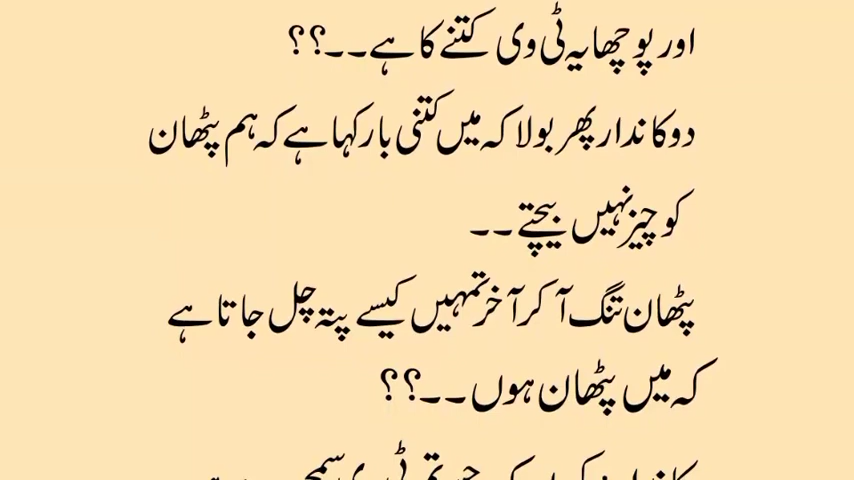 اور پوچھا یہ ٹی وی کتنے کا ہے۔۔؟؟
دوکاندار پھر بولا کہ میں کتنی بار کہا ہے کہ ہم پٹھان
کو چیز نہیں بیچتے۔۔
پٹھان تنگ آ کر آخر تمہیں کیسے پتہ چل جاتا ہے
کہ میں پٹھان ہوں۔۔؟؟